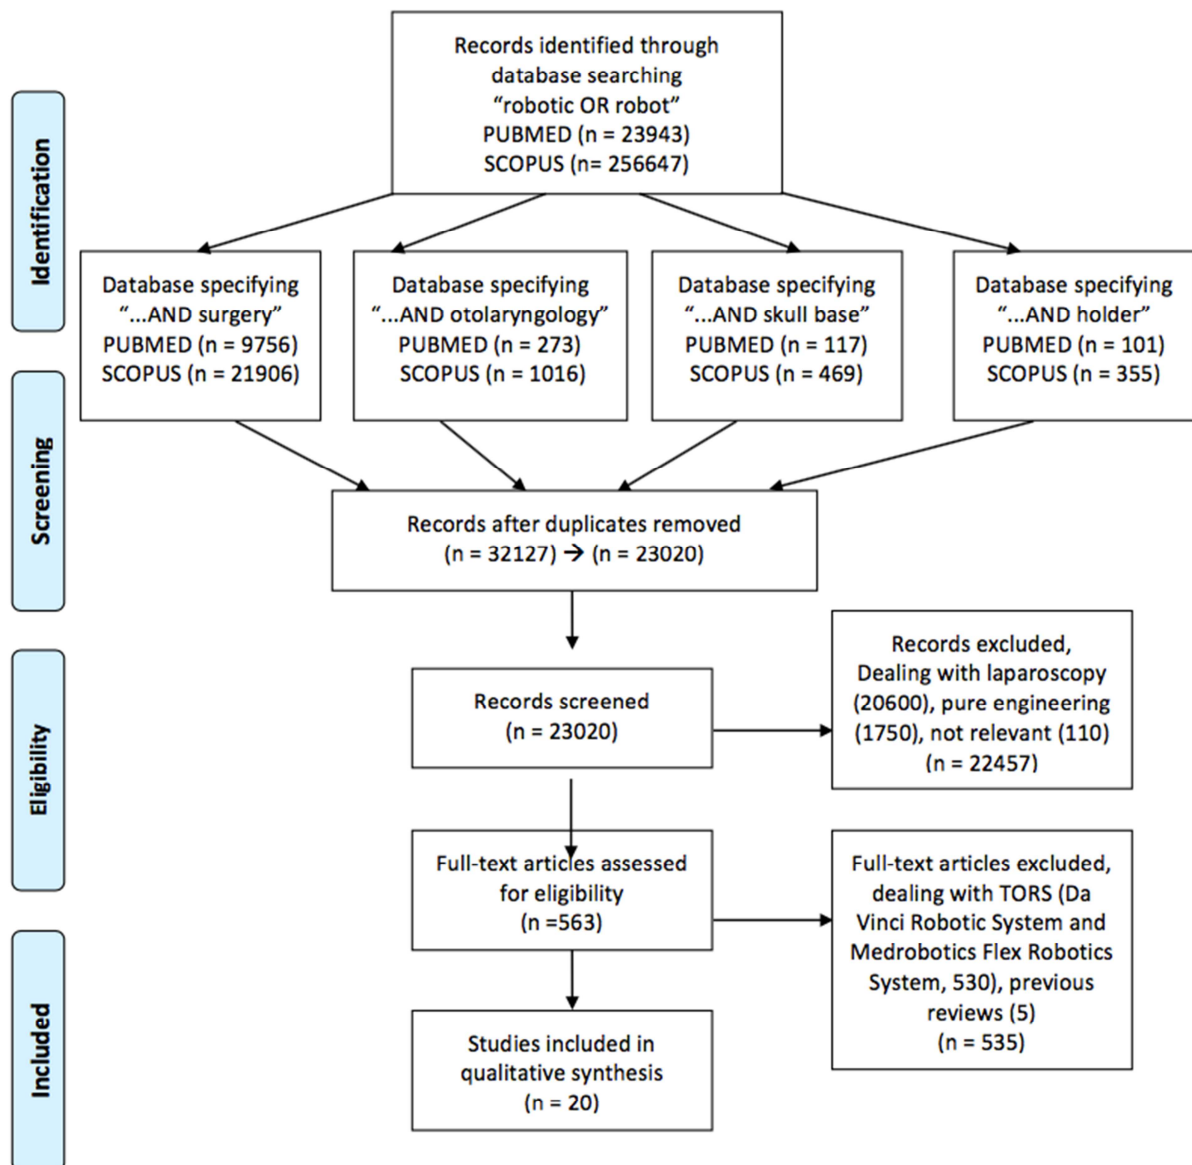 Records identified through
database searching
“robotic OR robot”
PUBMED (n = 23943)
SCOPUS (n= 256647)
Identification
Database specifying
“...AND surgery”
PUBMED (n = 9756)
SCOPUS (n = 21906)
Database specifying
“...AND otolaryngology”
PUBMED (n = 273)
SCOPUS (n = 1016)
Database specifying
“...AND skull base”
PUBMED (n = 117)
SCOPUS (n = 469)
Database specifying
“...AND holder”
PUBMED (n = 101)
SCOPUS (n = 355)
Screening
Records after duplicates removed
(n = 32127) → (n = 23020)
Records screened
(n = 23020)
Records excluded,
Dealing with laparoscopy
(20600), pure engineering
(1750), not relevant (110)
(n = 22457)
Eligibility
Full-text articles assessed
for eligibility
(n =563)
Full-text articles excluded,
dealing with TORS (Da
Vinci Robotic System and
Medrobotics Flex Robotics
System, 530), previous
reviews (5)
(n = 535)
Included
Studies included in
qualitative synthesis
(n = 20)